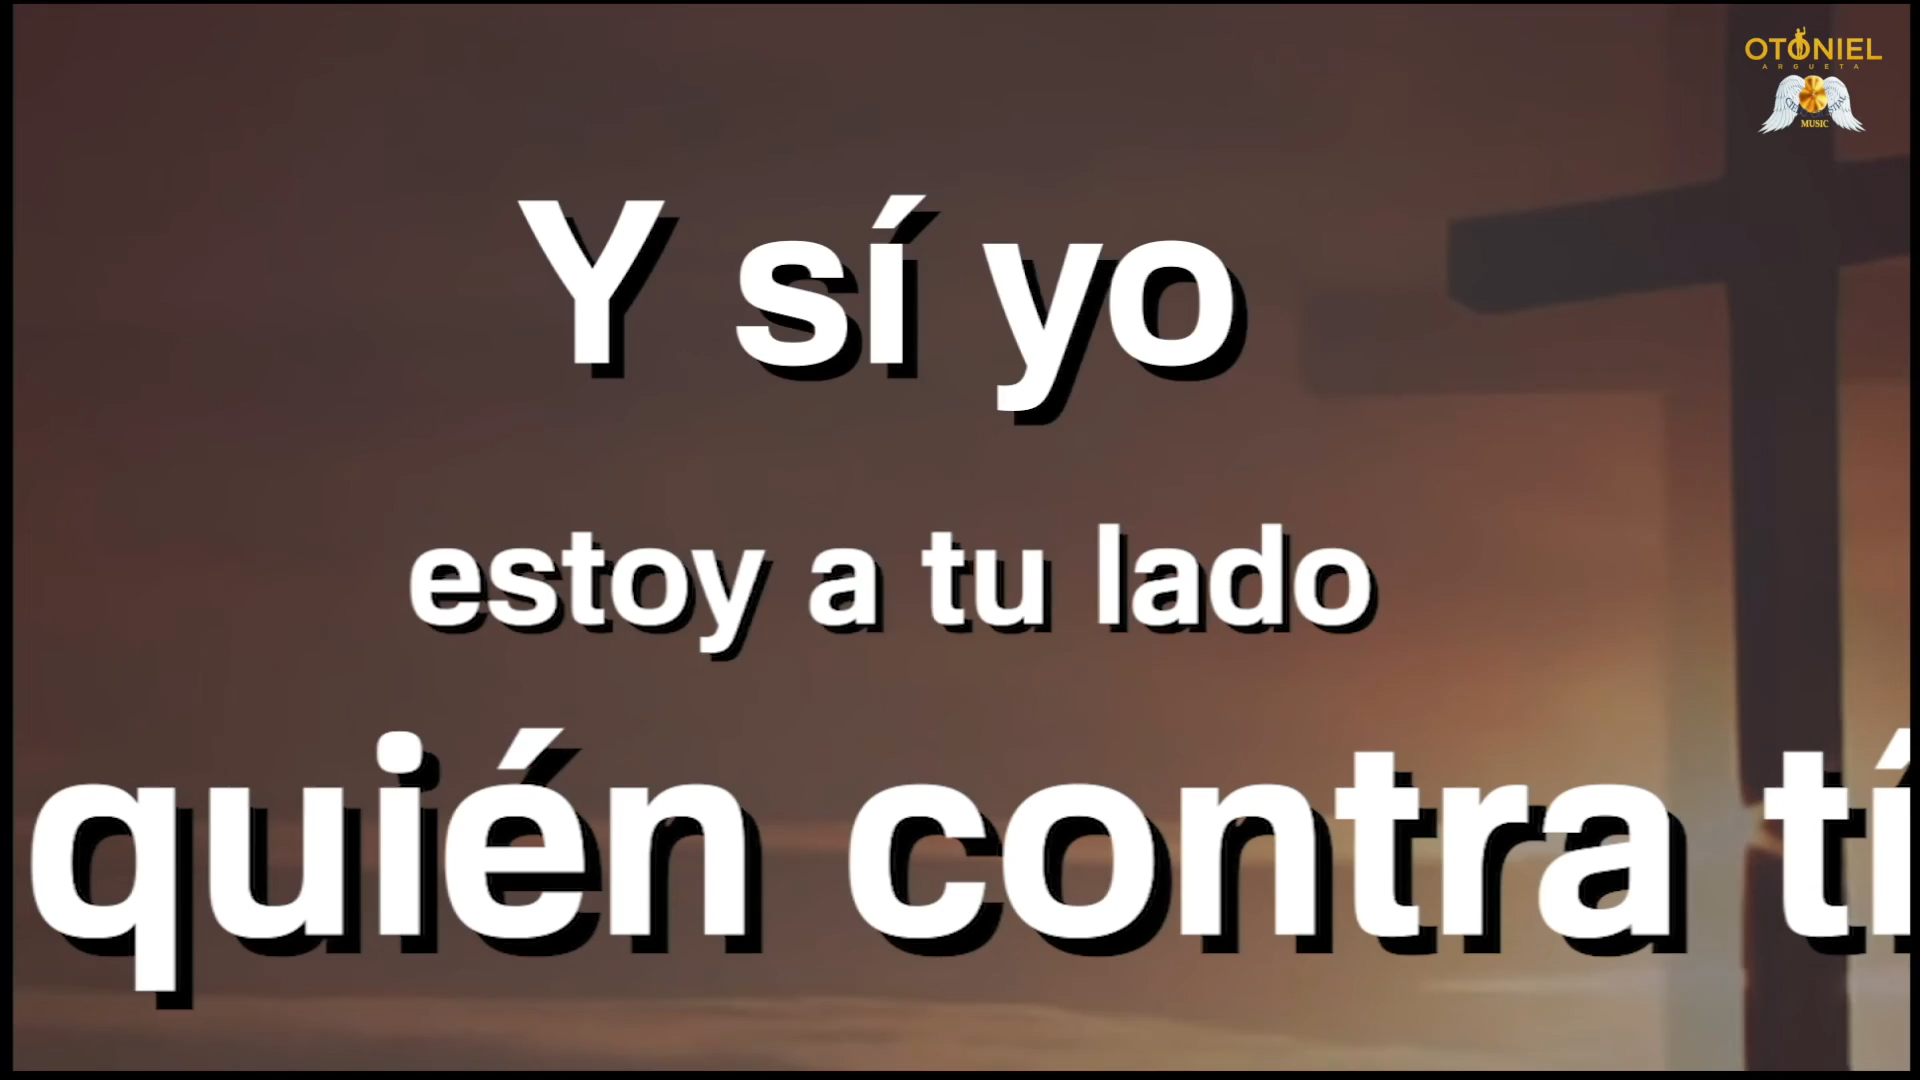 OTONIEL
ARGUETA
MUSIC
Y sí yo
estoy a tu lado
quién contra tí